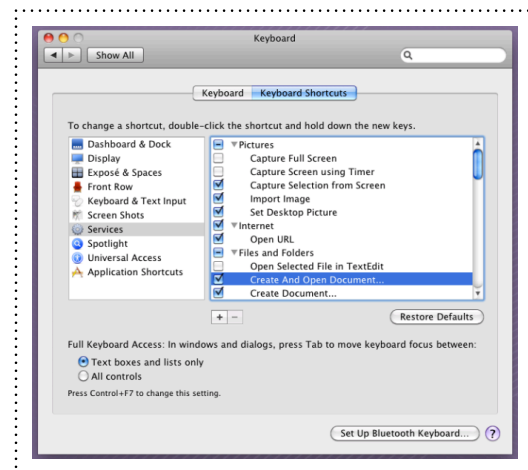 Keyboard
Show All
Keyboard Keyboard Shortcuts
To change a shortcut, double-click the shortcut and hold down the new keys.
Dashboard & Dock
Display
Exposé & Spaces
Front Row
Keyboard & Text Input
Screen Shots
Services
Spotlight
Universal Access
Application Shortcuts
Pictures
Capture Full Screen
Capture Screen using Timer
Capture Selection from Screen
Import Image
Set Desktop Picture
Internet
Open URL
Files and Folders
Open Selected File in TextEdit
Create And Open Document...
Create Document...
+ −
Restore Defaults
Full Keyboard Access: In windows and dialogs, press Tab to move keyboard focus between:
Text boxes and lists only
All controls
Press Control+F7 to change this setting.
Set Up Bluetooth Keyboard... ?